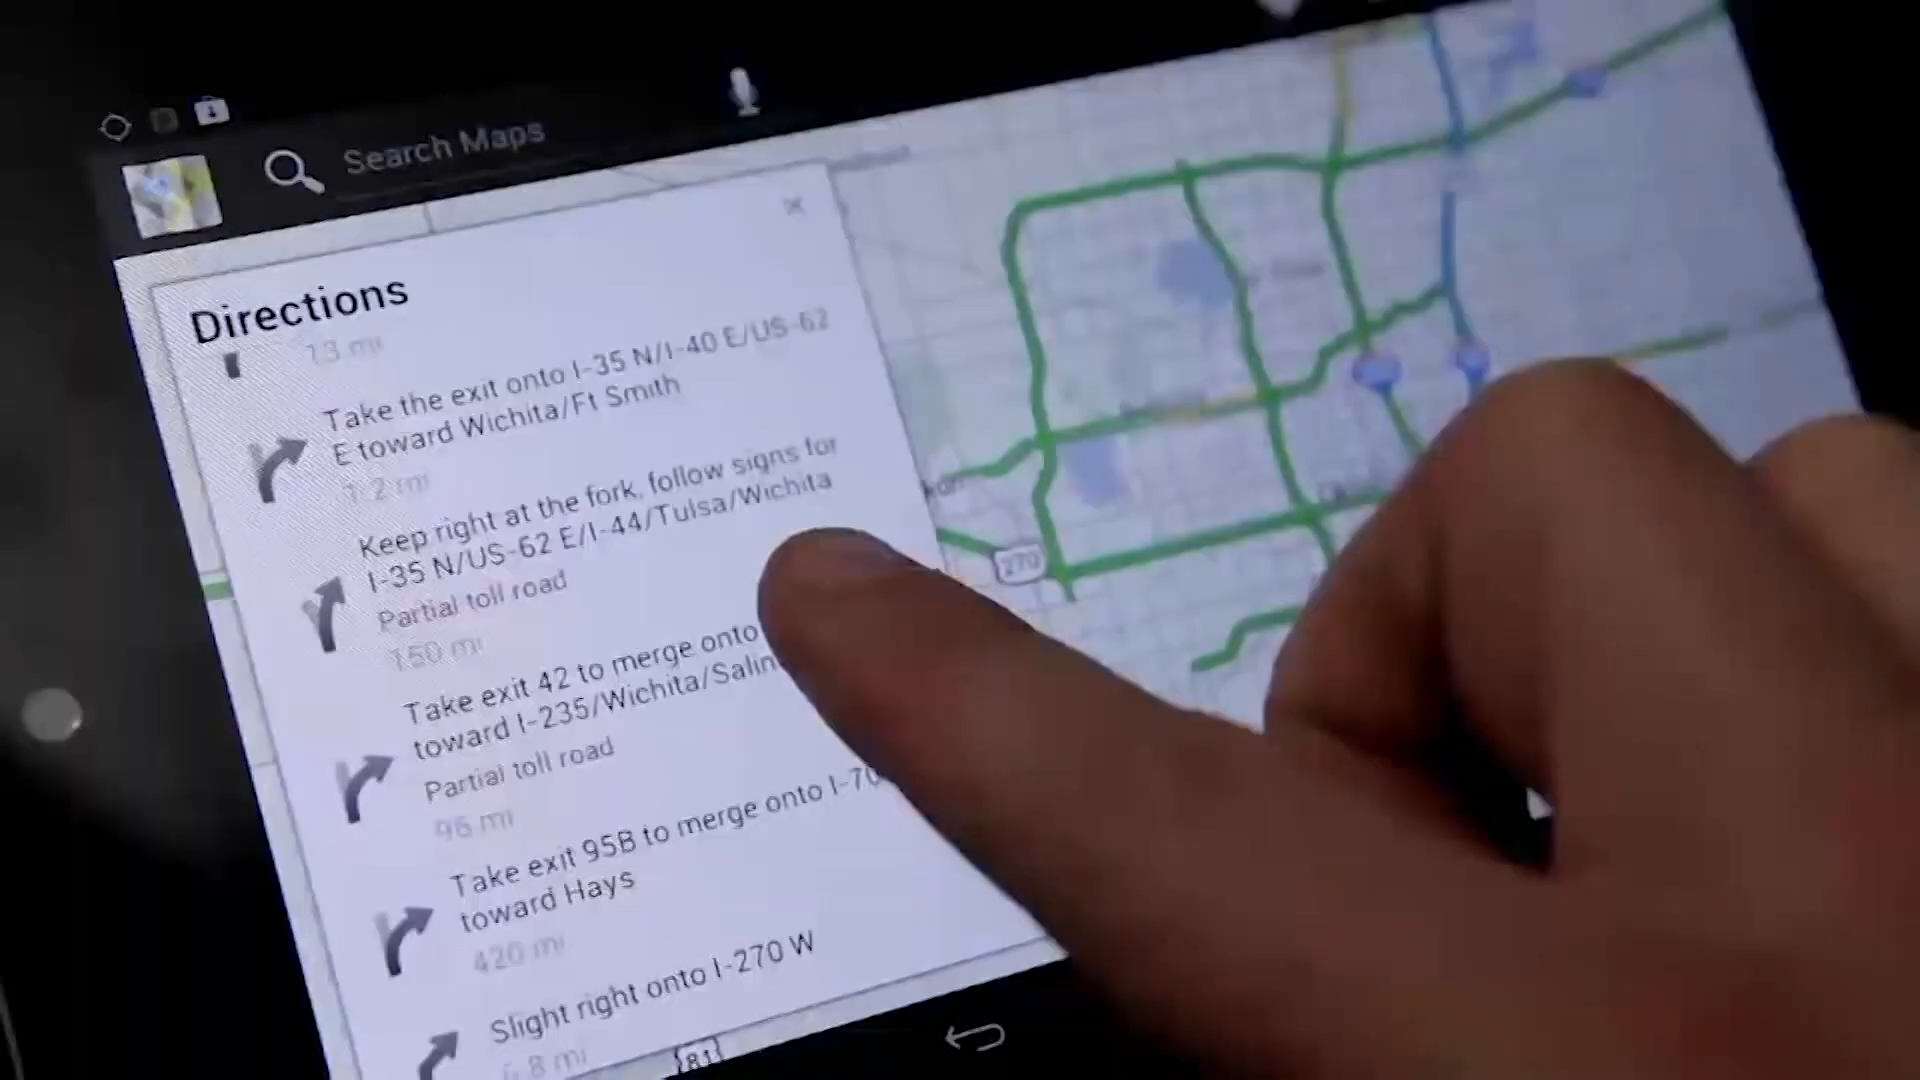 Search Maps
Directions
13 mi
Take the exit onto I-35 N/I-40 E/US-62
E toward Wichita/Ft Smith
1.2 mi
Keep right at the fork, follow signs for
I-35 N/US-62 E/I-44/Tulsa/Wichita
Partial toll road
150 mi
Take exit 42 to merge onto
toward I-235/Wichita/Salin
Partial toll road
96 mi
Take exit 95B to merge onto I-70
toward Hays
420 mi
Slight right onto I-270 W
270
81